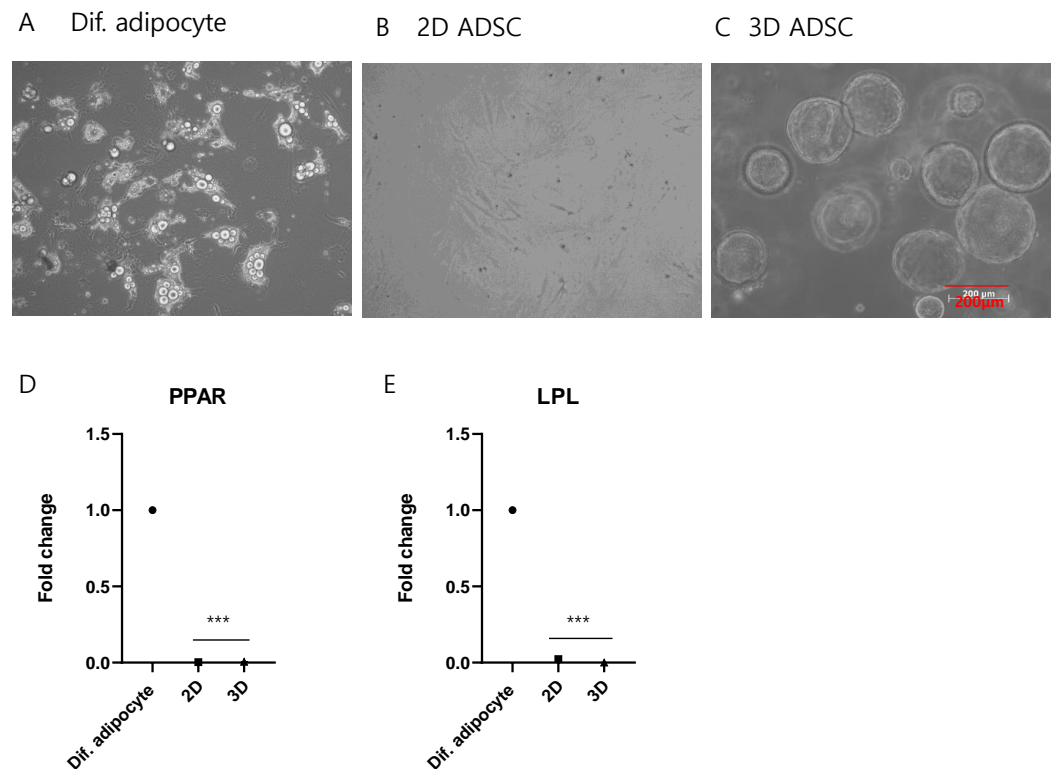 A Dif. adipocyte
B 2D ADSC
C 3D ADSC
200 µm
200µm
D
PPAR
Fold change
1.5
1.0
0.5
0.0
***
Dif. adipocyte
2D
3D
E
LPL
Fold change
1.5
1.0
0.5
0.0
***
Dif. adipocyte
2D
3D